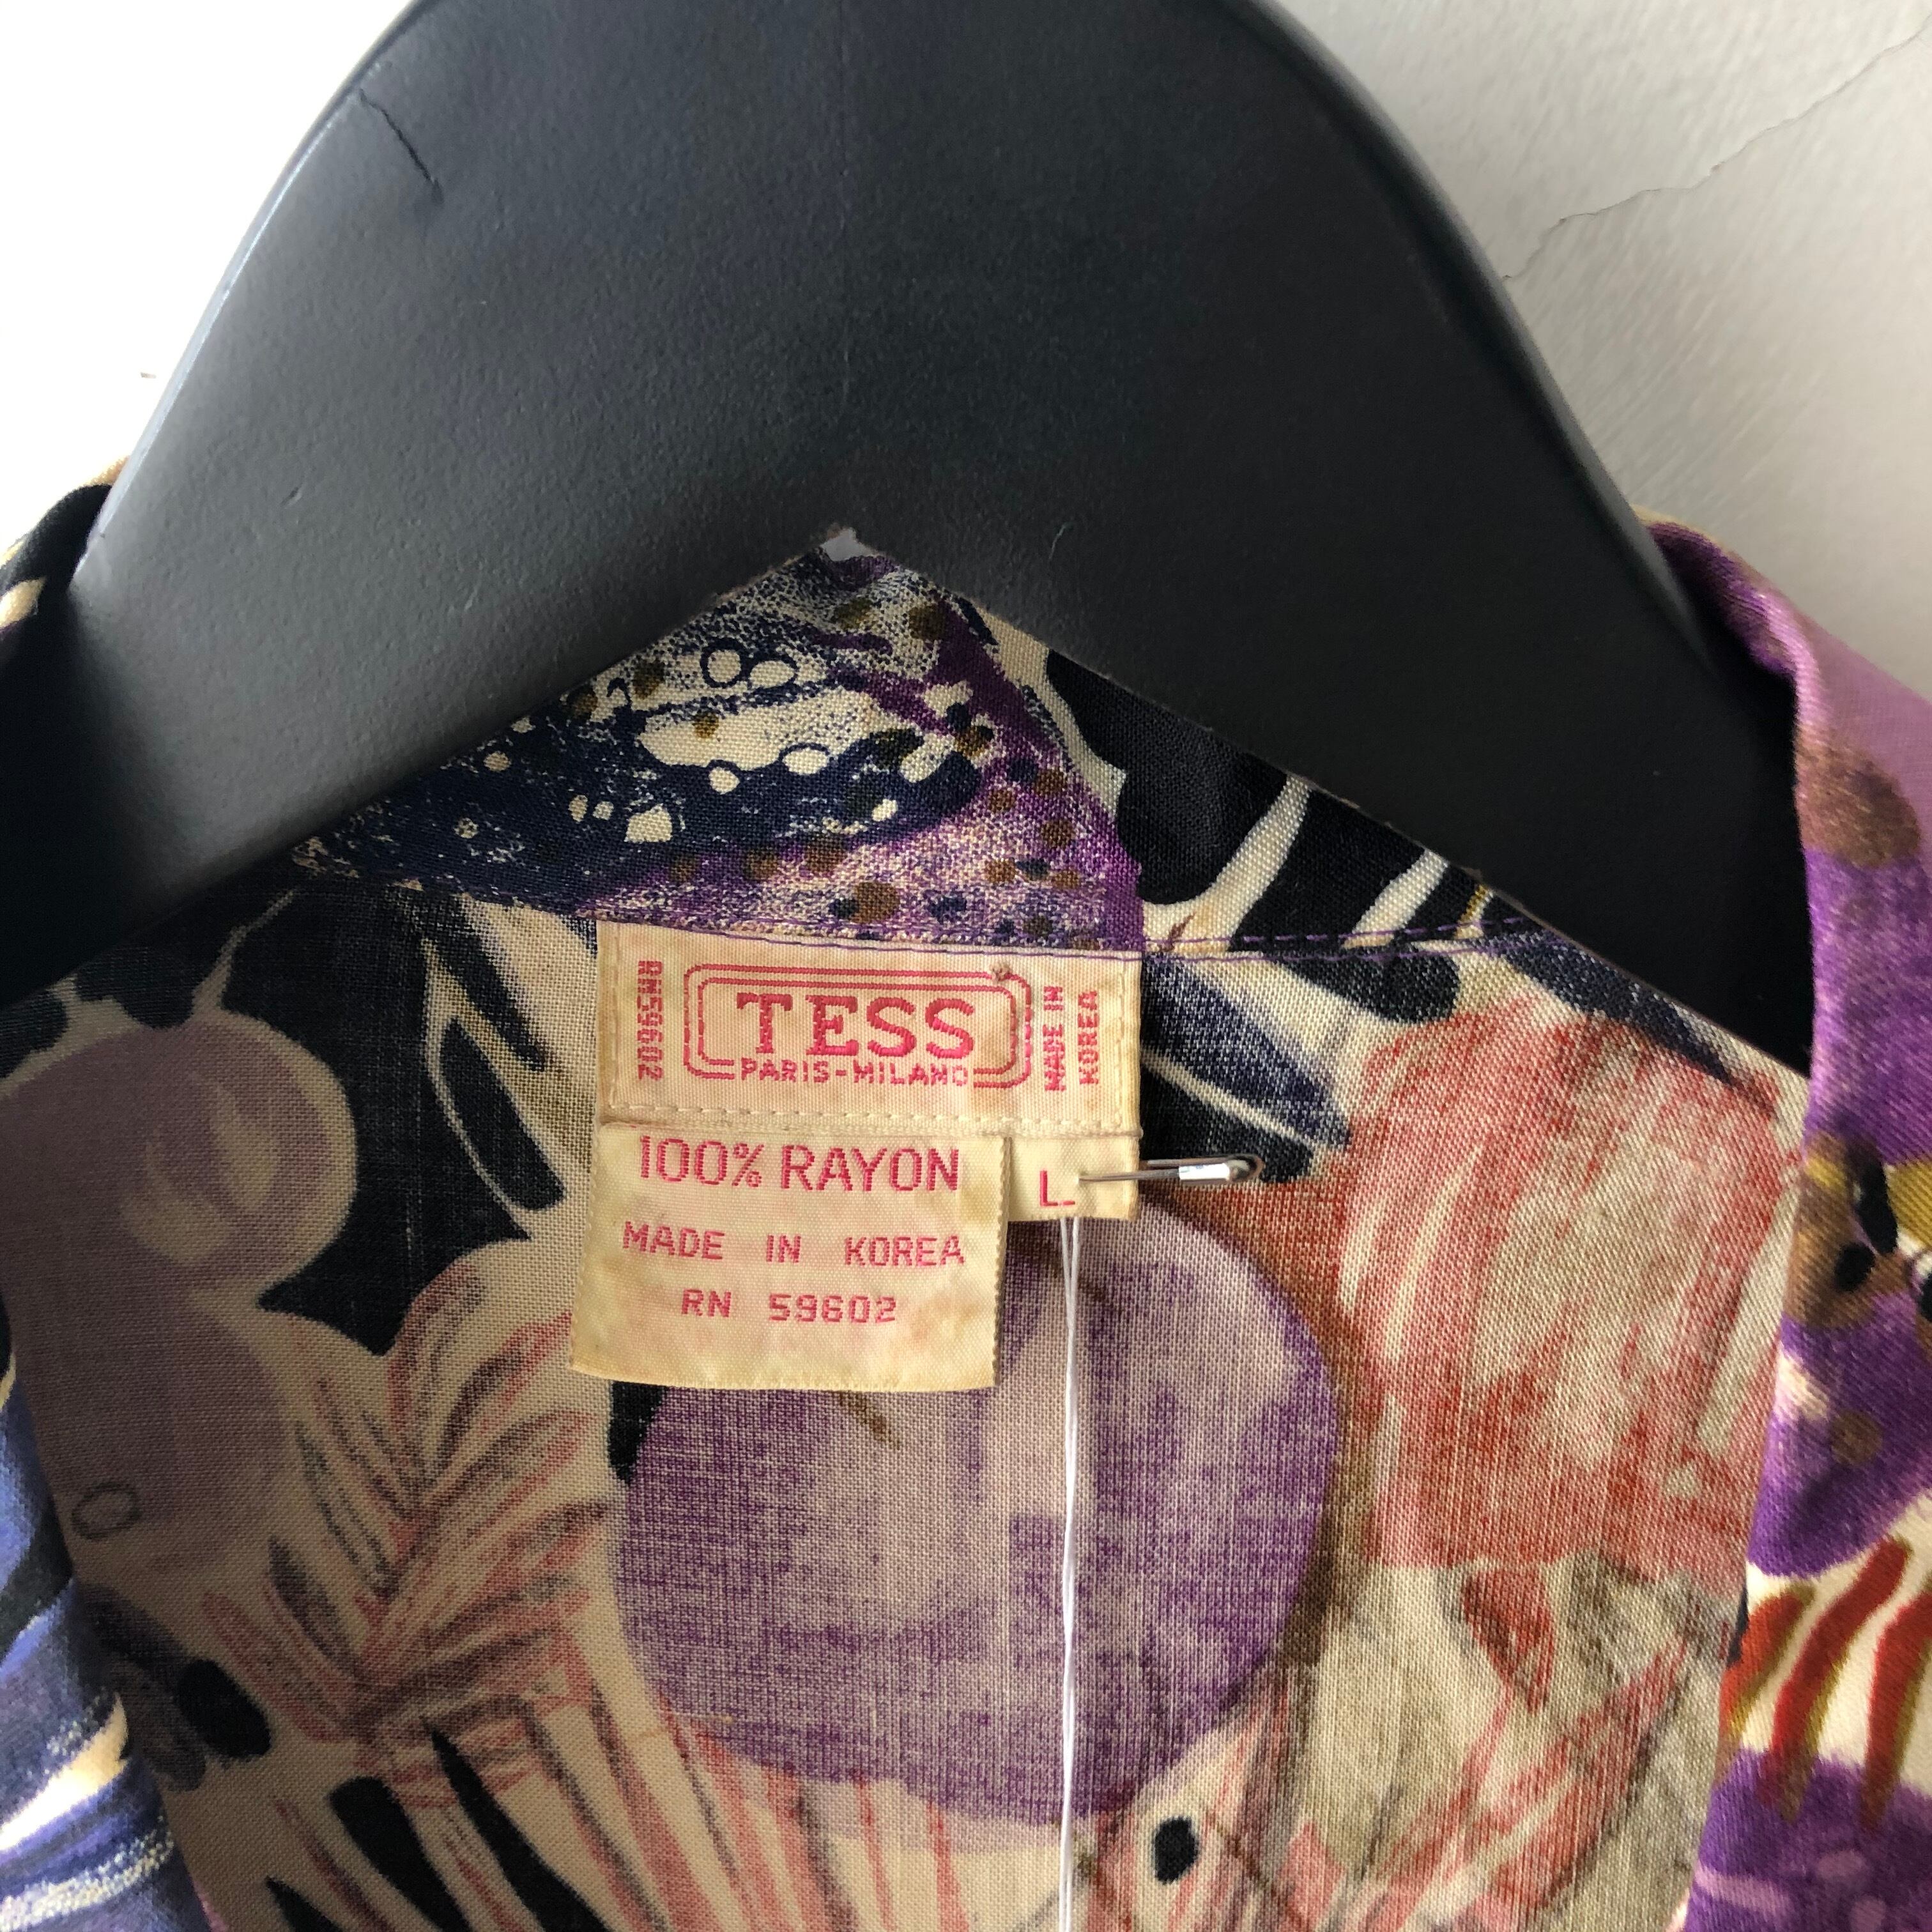 RN59602
TESS
PARIS-MILANO
MADE IN
KOREA
100% RAYON
L
MADE IN KOREA
RN 59602